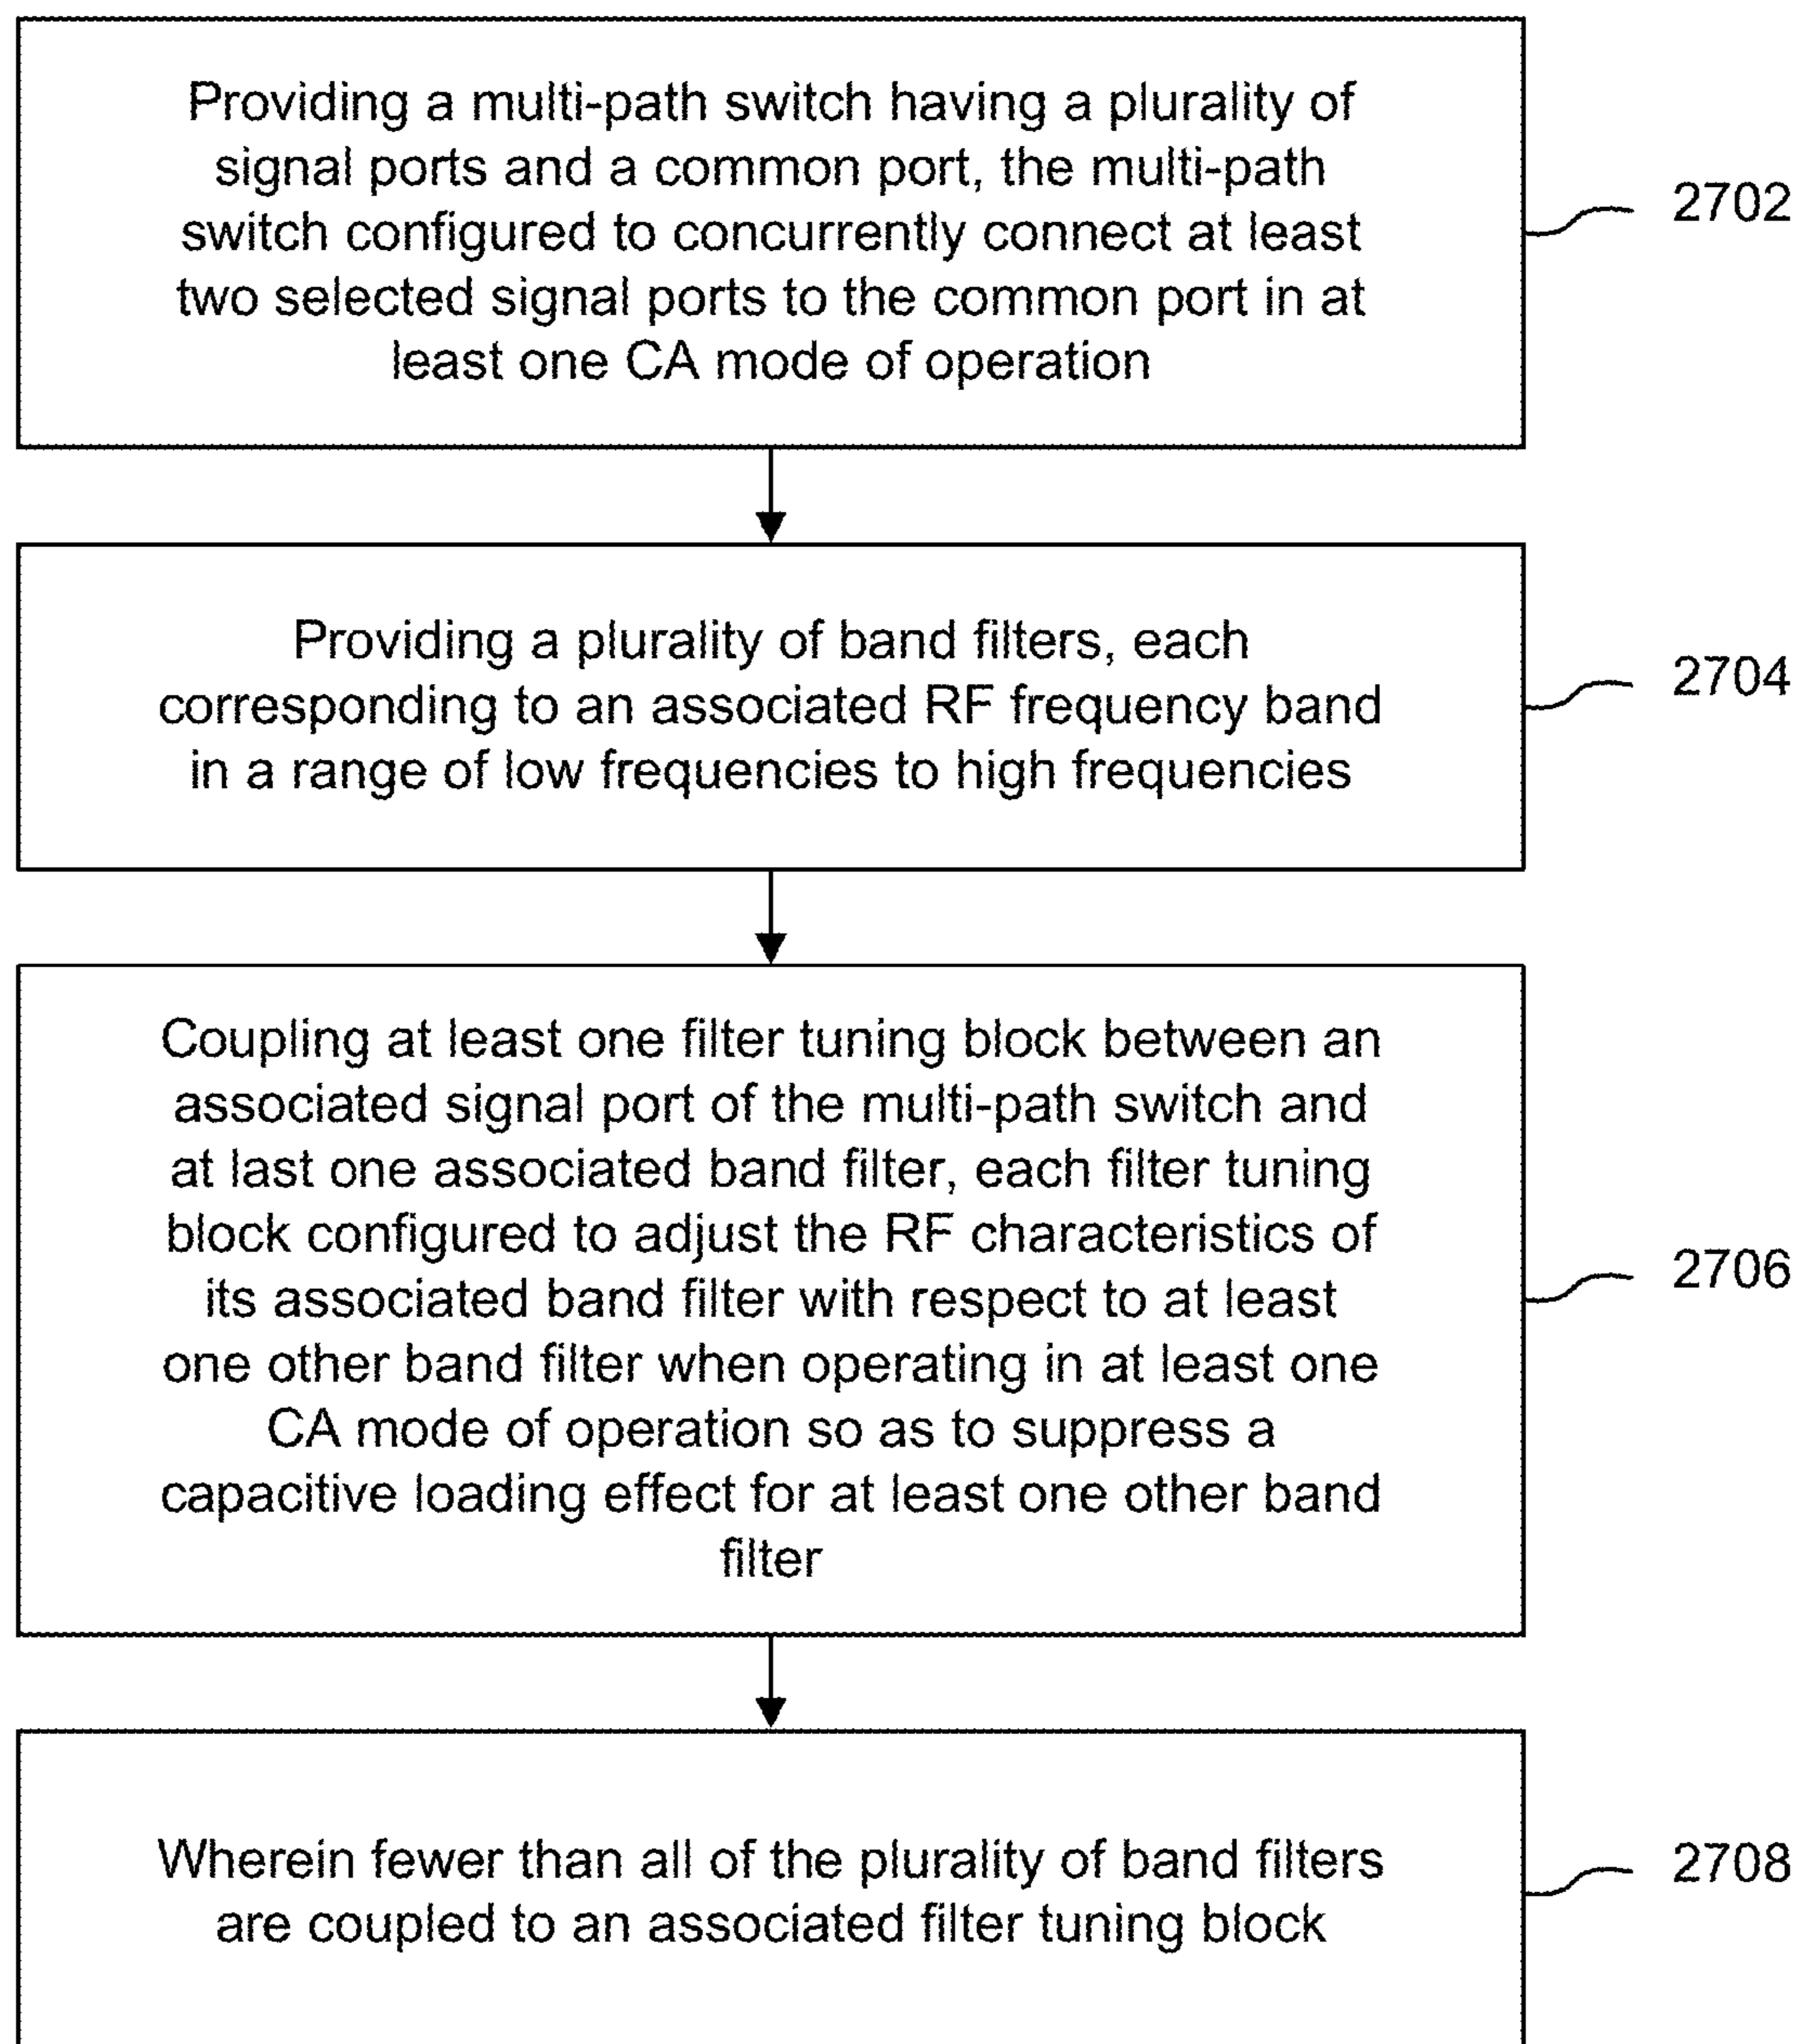 Providing a multi-path switch having a plurality of
signal ports and a common port, the multi-path
switch configured to concurrently connect at least
two selected signal ports to the common port in at
least one CA mode of operation
2702
Providing a plurality of band filters, each
corresponding to an associated RF frequency band
in a range of low frequencies to high frequencies
2704
Coupling at least one filter tuning block between an
associated signal port of the multi-path switch and
at last one associated band filter, each filter tuning
block configured to adjust the RF characteristics of
its associated band filter with respect to at least
one other band filter when operating in at least one
CA mode of operation so as to suppress a
capacitive loading effect for at least one other band
filter
2706
Wherein fewer than all of the plurality of band filters
are coupled to an associated filter tuning block
2708